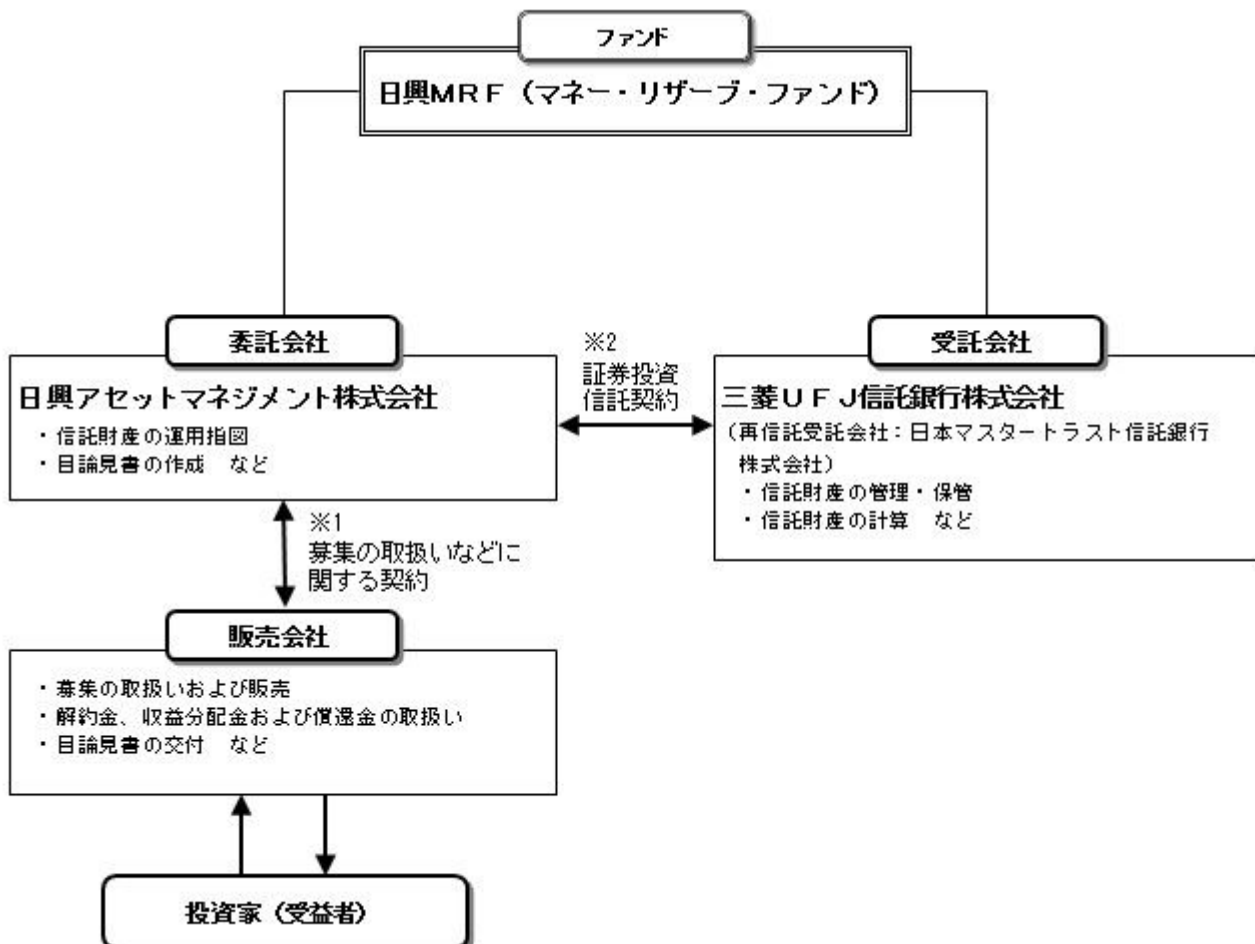 ファンド
日興MRF（マネー・リザーブ・ファンド）
委託会社
日興アセットマネジメント株式会社
・信託財産の運用指図
・目論見書の作成　など
※2
証券投資
信託契約
受託会社
三菱UFJ信託銀行株式会社
（再信託受託会社：日本マスタートラスト信託銀行
株式会社）
・信託財産の管理・保管
・信託財産の計算　など
※1
募集の取扱いなどに
関する契約
販売会社
・募集の取扱いおよび販売
・解約金、収益分配金および償還金の取扱い
・目論見書の交付　など
投資家（受益者）